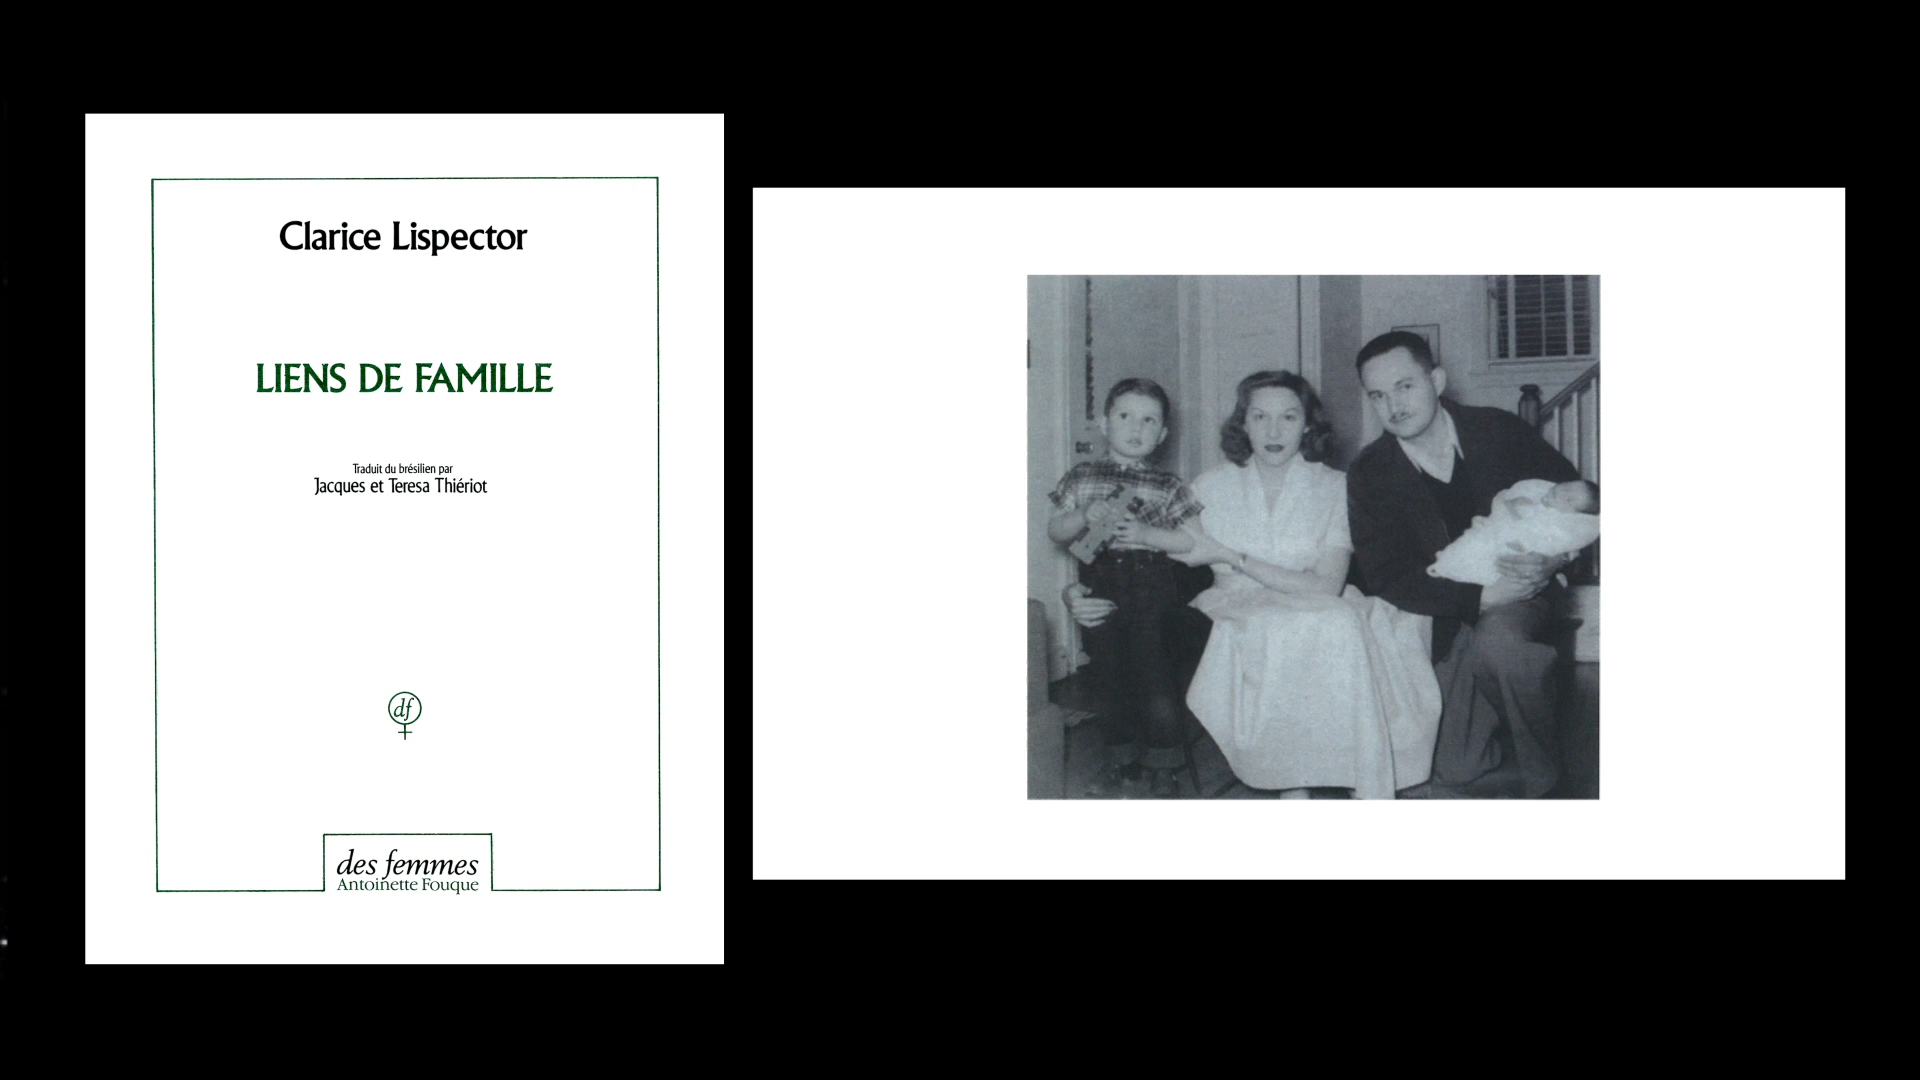 Clarice Lispector
LIENS DE FAMILLE
Traduit du brésilien par
Jacques et Teresa Thiériot
df
des femmes
Antoinette Fouque